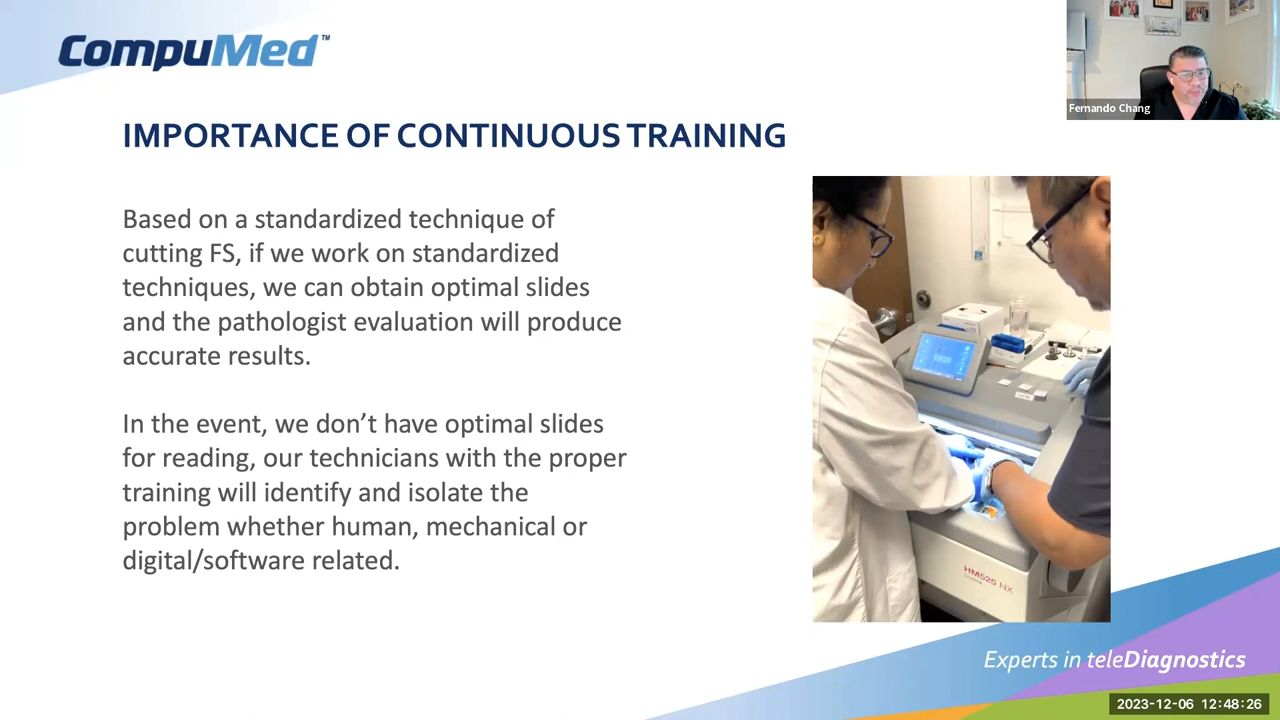 CompuMed™
Fernando Chang
IMPORTANCE OF CONTINUOUS TRAINING
Based on a standardized technique of
cutting FS, if we work on standardized
techniques, we can obtain optimal slides
and the pathologist evaluation will produce
accurate results.
In the event, we don’t have optimal slides
for reading, our technicians with the proper
training will identify and isolate the
problem whether human, mechanical or
digital/software related.
HM525 NX
Experts in teleDiagnostics
2023-12-06 12:48:26